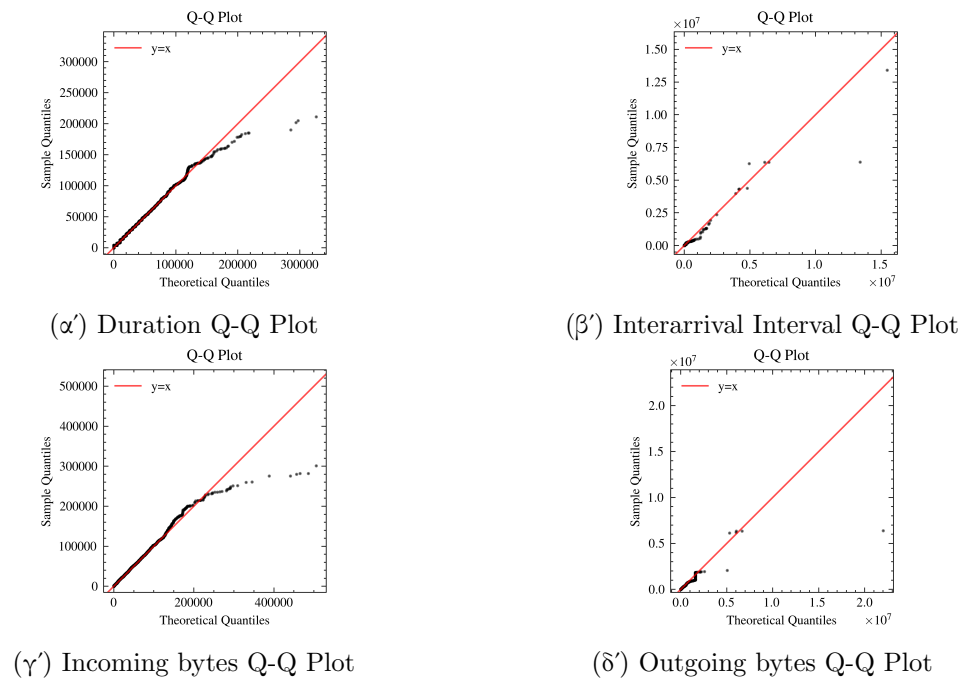 Q-Q Plot
y=x
Sample Quantiles
300000
250000
200000
150000
100000
50000
0
0 100000 200000 300000
Theoretical Quantiles
(α΄) Duration Q-Q Plot
Q-Q Plot
×10⁷
y=x
Sample Quantiles
1.50
1.25
1.00
0.75
0.50
0.25
0.00
0.0 0.5 1.0 1.5
×10⁷
Theoretical Quantiles
(β΄) Interarrival Interval Q-Q Plot
Q-Q Plot
y=x
Sample Quantiles
500000
400000
300000
200000
100000
0
0 200000 400000
Theoretical Quantiles
(γ΄) Incoming bytes Q-Q Plot
Q-Q Plot
×10⁷
y=x
Sample Quantiles
2.0
1.5
1.0
0.5
0.0
0.0 0.5 1.0 1.5 2.0
×10⁷
Theoretical Quantiles
(δ΄) Outgoing bytes Q-Q Plot